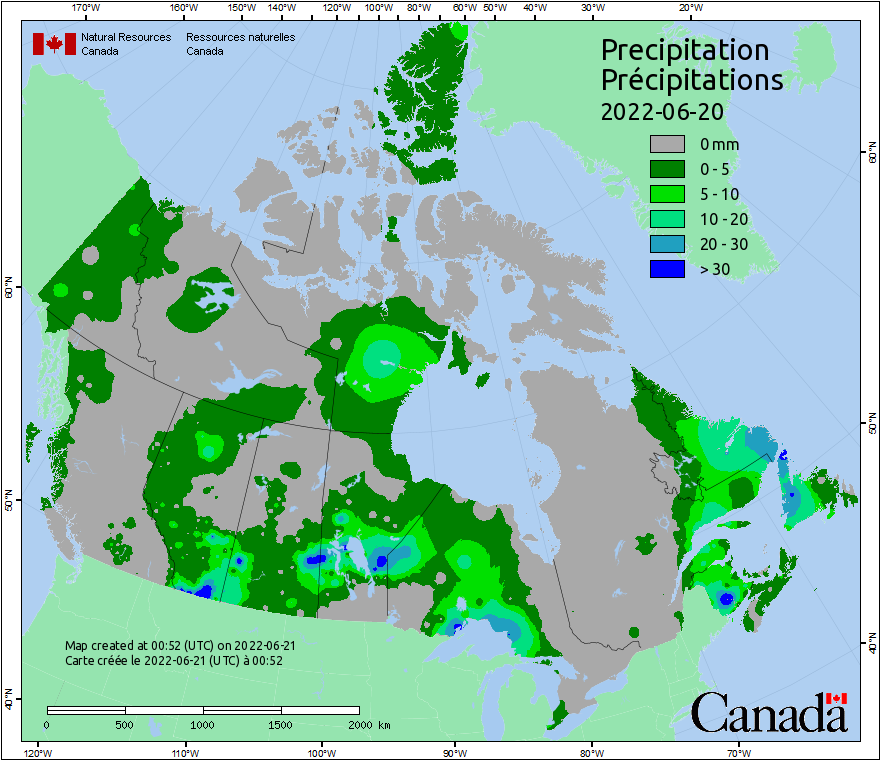 170°W 160°W 150°W 140°W 130°W 120°W 110°W 100°W 90°W 80°W 70°W 60°W 50°W 40°W 30°W 20°W
Natural Resources Canada
Ressources naturelles Canada
Precipitation
Précipitations
2022-06-20
0 mm
0 - 5
5 - 10
10 - 20
20 - 30
> 30
60°N
50°N
40°N
60°N
50°N
40°N
Map created at 00:52 (UTC) on 2022-06-21
Carte créée le 2022-06-21 (UTC) à 00:52
0 500 1000 1500 2000 km
Canada
120°W 110°W 100°W 90°W 80°W 70°W